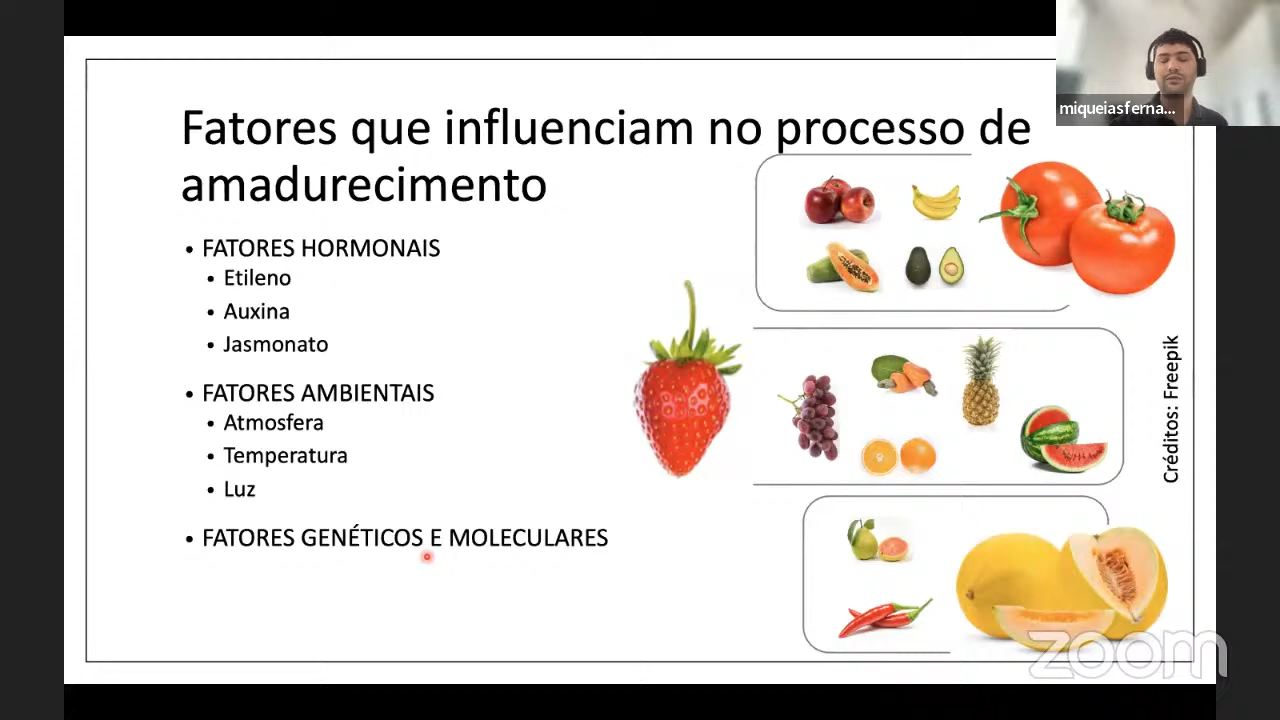 miqueiasferna...
Fatores que influenciam no processo de
amadurecimento
• FATORES HORMONAIS
• Etileno
• Auxina
• Jasmonato
• FATORES AMBIENTAIS
• Atmosfera
• Temperatura
• Luz
• FATORES GENÉTICOS E MOLECULARES
Créditos: Freepik
zoom